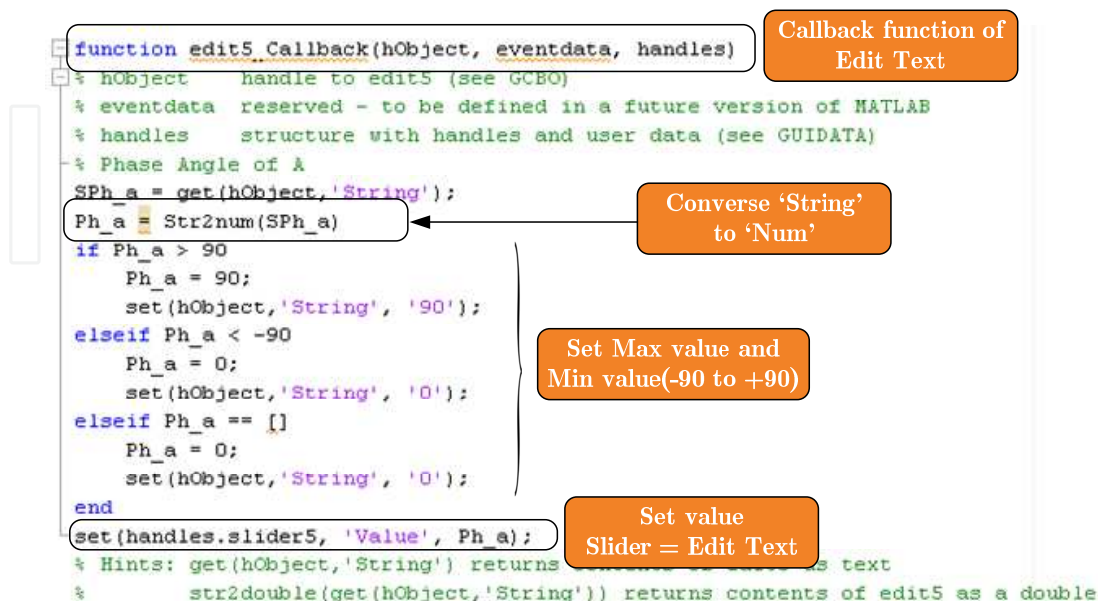 function edit5_Callback(hObject, eventdata, handles)
Callback function of
Edit Text
% hObject    handle to edit5 (see GCBO)
% eventdata  reserved - to be defined in a future version of MATLAB
% handles    structure with handles and user data (see GUIDATA)
% Phase Angle of A
SPh_a = get(hObject,'String');
Ph_a = Str2num(SPh_a)
Converse ‘String’
to ‘Num’
if Ph_a > 90
    Ph_a = 90;
    set(hObject,'String', '90');
elseif Ph_a < -90
    Ph_a = 0;
    set(hObject,'String', '0');
elseif Ph_a == []
    Ph_a = 0;
    set(hObject,'String', '0');
end
Set Max value and
Min value(-90 to +90)
set(handles.slider5, 'Value', Ph_a);
Set value
Slider = Edit Text
% Hints: get(hObject,'String') returns as text
%        str2double(get(hObject,'String')) returns contents of edit5 as a double